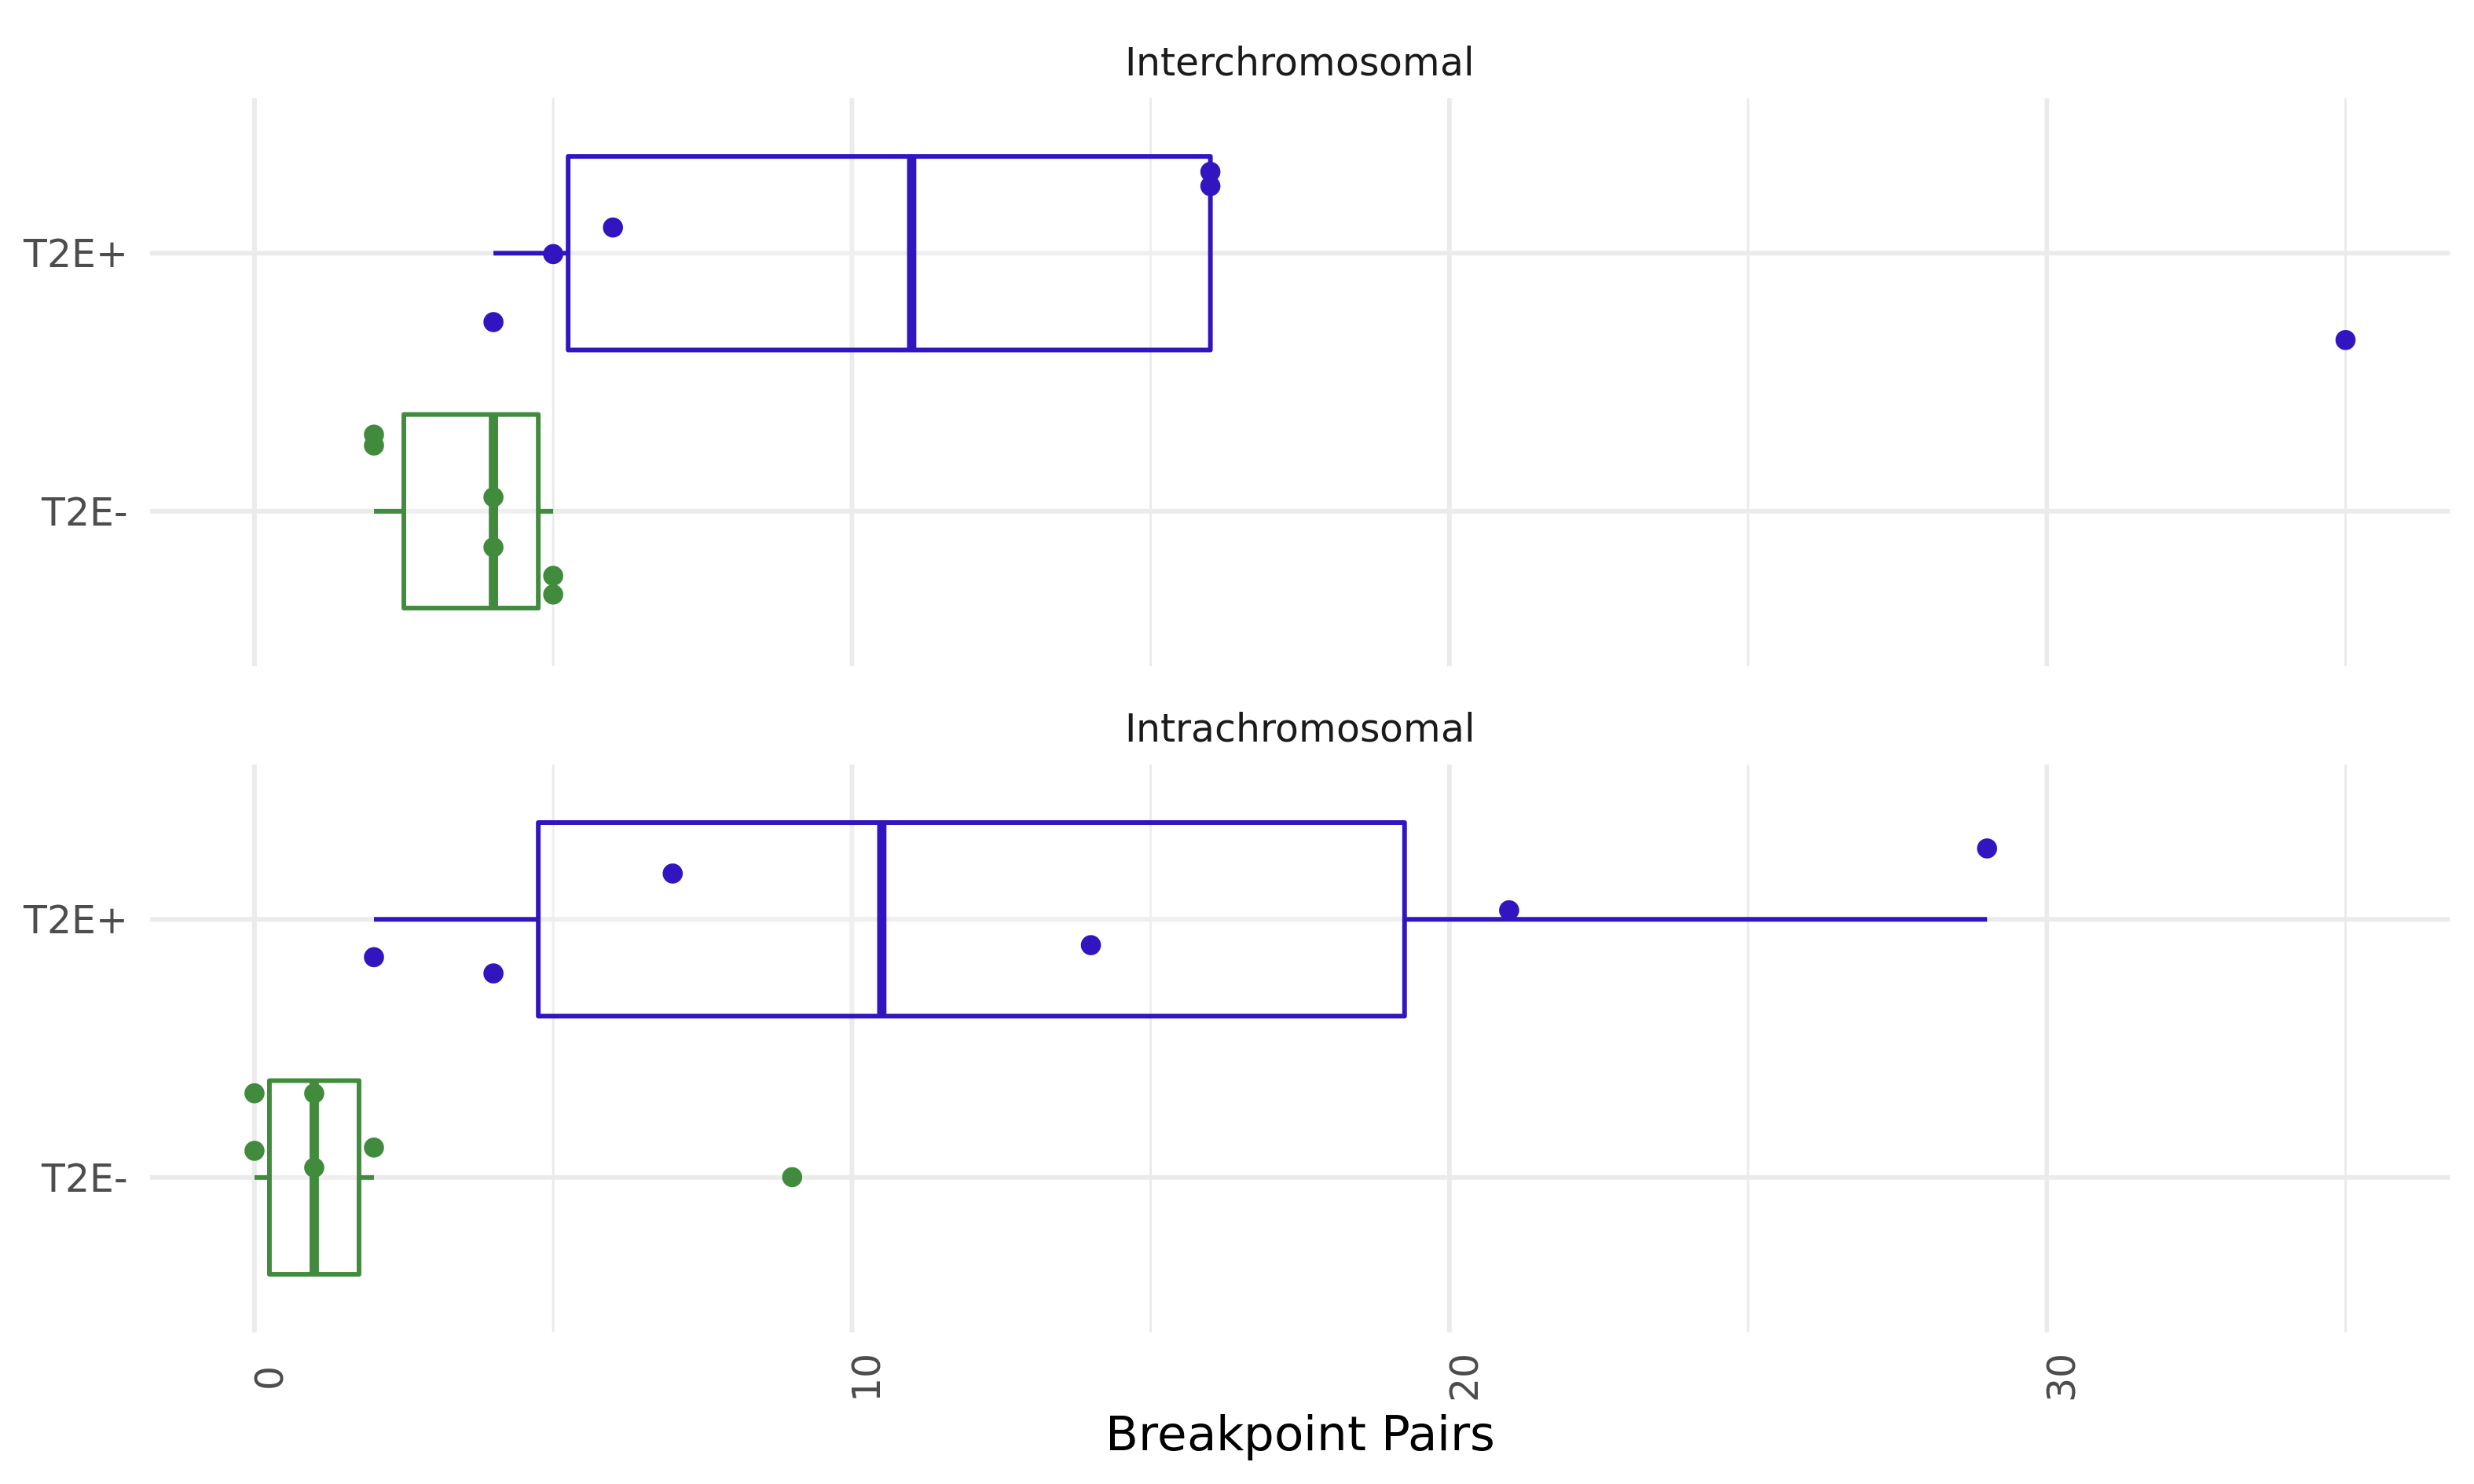 Interchromosomal
T2E+
T2E-
Intrachromosomal
T2E+
T2E-
0 10 20 30
Breakpoint Pairs